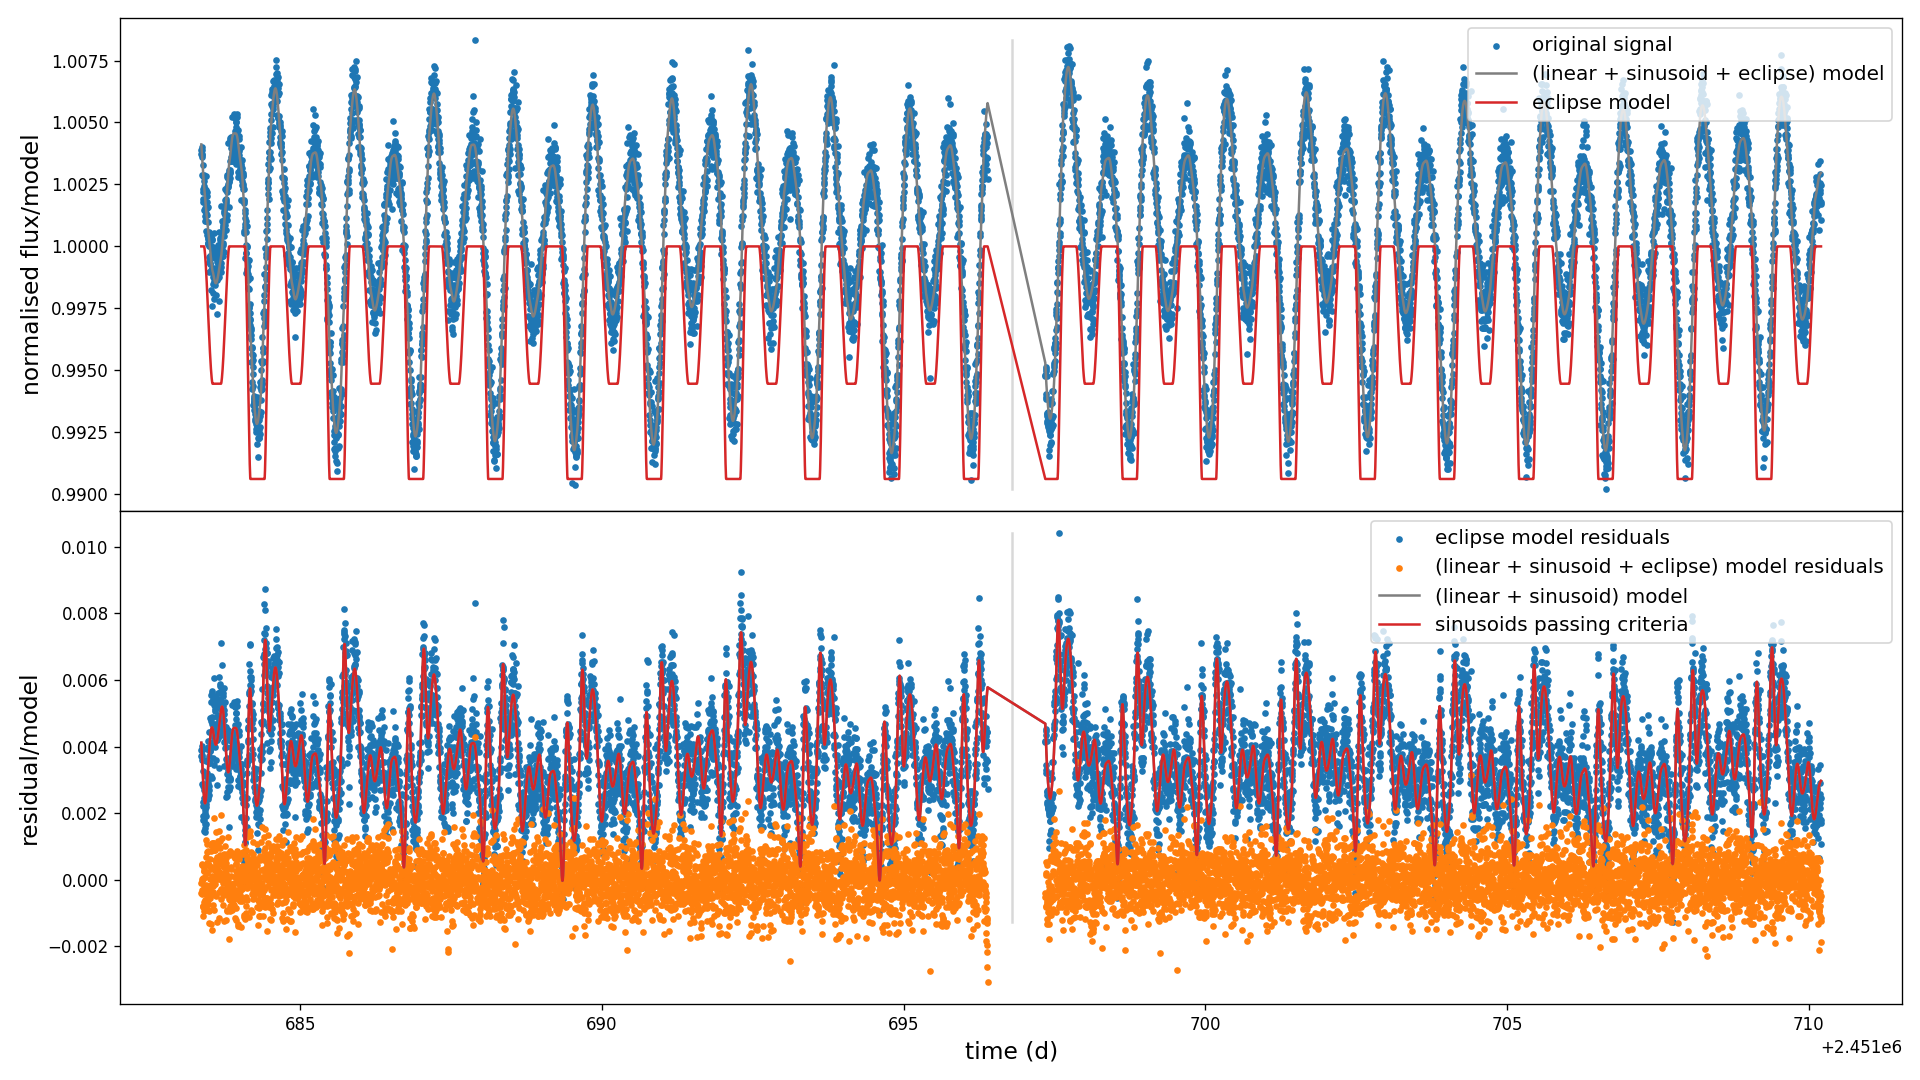 normalised flux/model
1.0075
1.0050
1.0025
1.0000
0.9975
0.9950
0.9925
0.9900
original signal
(linear + sinusoid + eclipse) model
eclipse model
residual/model
0.010
0.008
0.006
0.004
0.002
0.000
−0.002
eclipse model residuals
(linear + sinusoid + eclipse) model residuals
(linear + sinusoid) model
sinusoids passing criteria
685
690
695
700
705
710
time (d)
+2.451e6